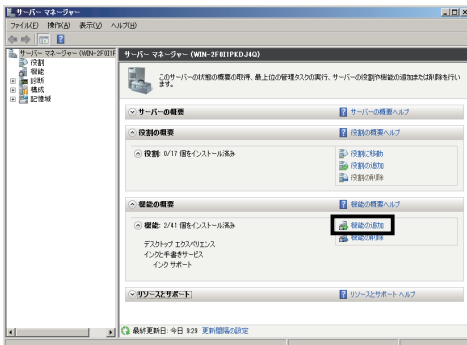 サーバー マネージャー
ファイル(F) 操作(A) 表示(V) ヘルプ(H)
サーバー マネージャー (WIN-2F0I1F
役割
機能
診断
構成
記憶域
サーバー マネージャー (WIN-2F0I1PKDJ4Q)
このサーバーの状態の概要の取得、最上位の管理タスクの実行、サーバーの役割や機能の追加または削除を行い
ます。
サーバーの概要
サーバーの概要ヘルプ
役割の概要
役割の概要ヘルプ
役割: 0/17 個をインストール済み
役割に移動
役割の追加
役割の削除
機能の概要
機能の概要ヘルプ
機能: 2/41 個をインストール済み
機能の追加
機能の削除
デスクトップ エクスペリエンス
インクと手書きサービス
インク サポート
リソースとサポート
リソースとサポート ヘルプ
最終更新日: 今日 9:29 更新間隔の設定